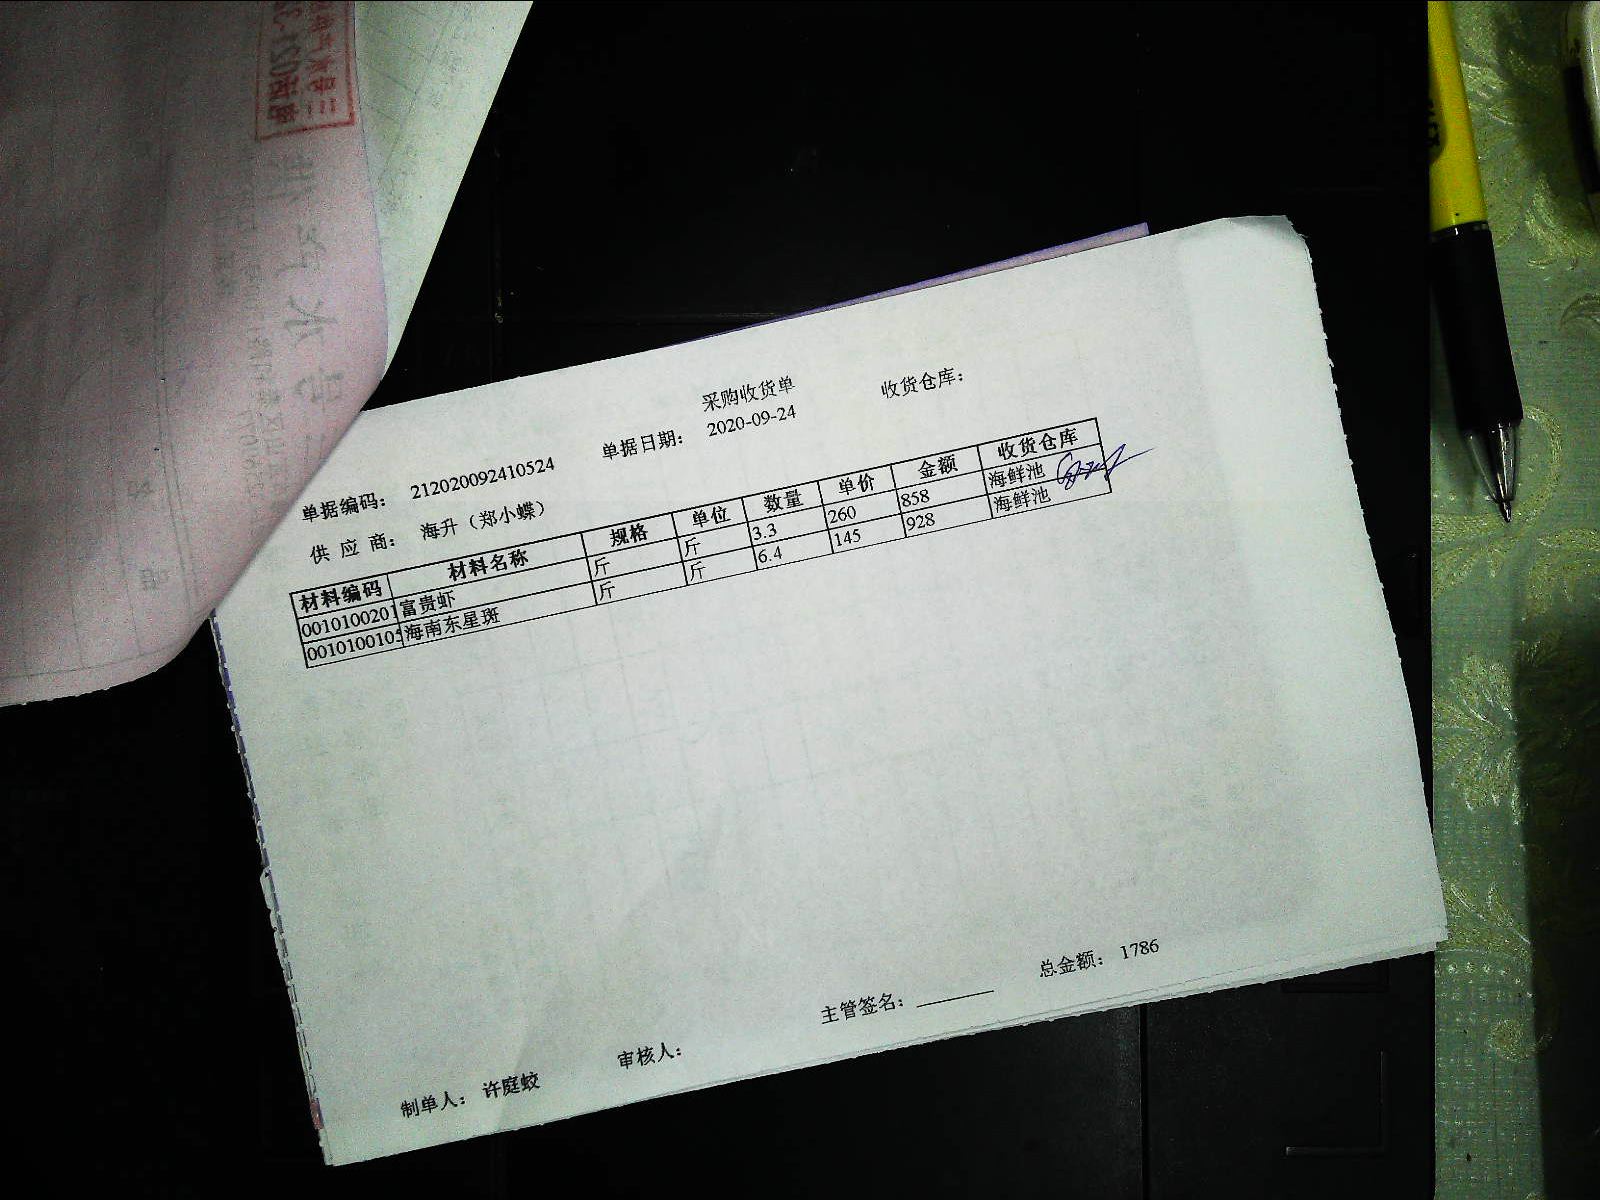 采购收货单
收货仓库：
单据编码： 212020092410524 单据日期： 2020-09-24
供 应 商： 海升（郑小蝶）
材料编码 材料名称 规格 单位 数量 单价 金额 收货仓库
0010100201 富贵虾 斤 斤 3.3 260 858 海鲜池
0010100105 海南东星斑 斤 斤 6.4 145 928 海鲜池
总金额： 1786
制单人： 许庭蛟 审核人： 主管签名：